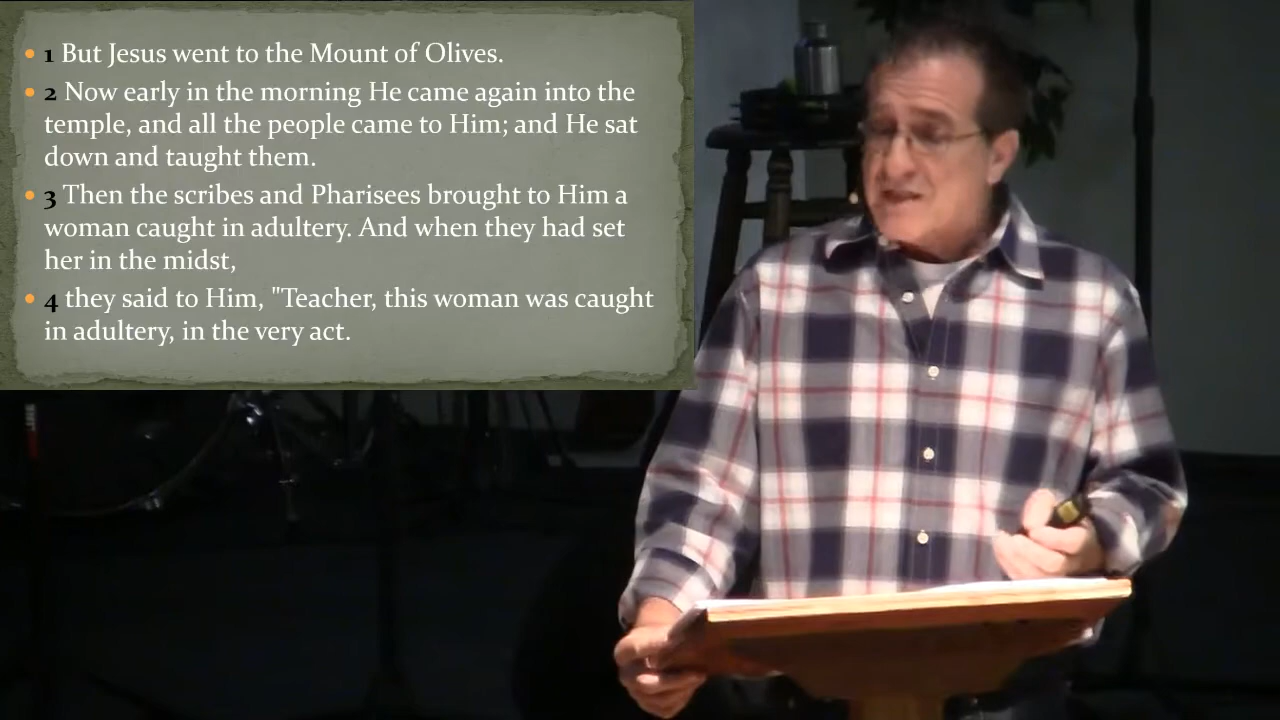 1 But Jesus went to the Mount of Olives.
2 Now early in the morning He came again into the
temple, and all the people came to Him; and He sat
down and taught them.
3 Then the scribes and Pharisees brought to Him a
woman caught in adultery. And when they had set
her in the midst,
4 they said to Him, "Teacher, this woman was caught
in adultery, in the very act.